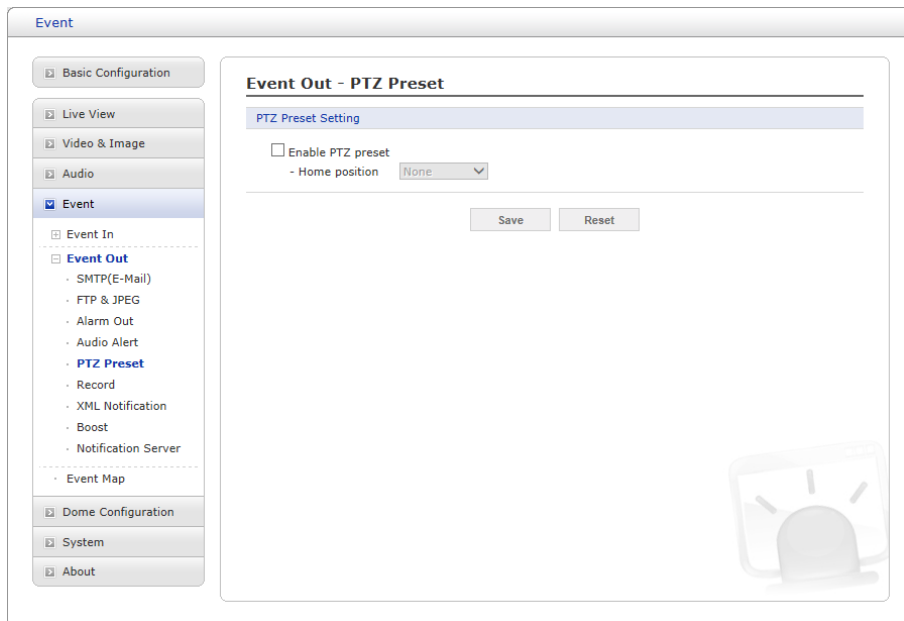 Event
Basic Configuration
Live View
Video & Image
Audio
Event
Event In
Event Out
SMTP(E-Mail)
FTP & JPEG
Alarm Out
Audio Alert
PTZ Preset
Record
XML Notification
Boost
Notification Server
Event Map
Dome Configuration
System
About
Event Out - PTZ Preset
PTZ Preset Setting
Enable PTZ preset
- Home position None
Save Reset